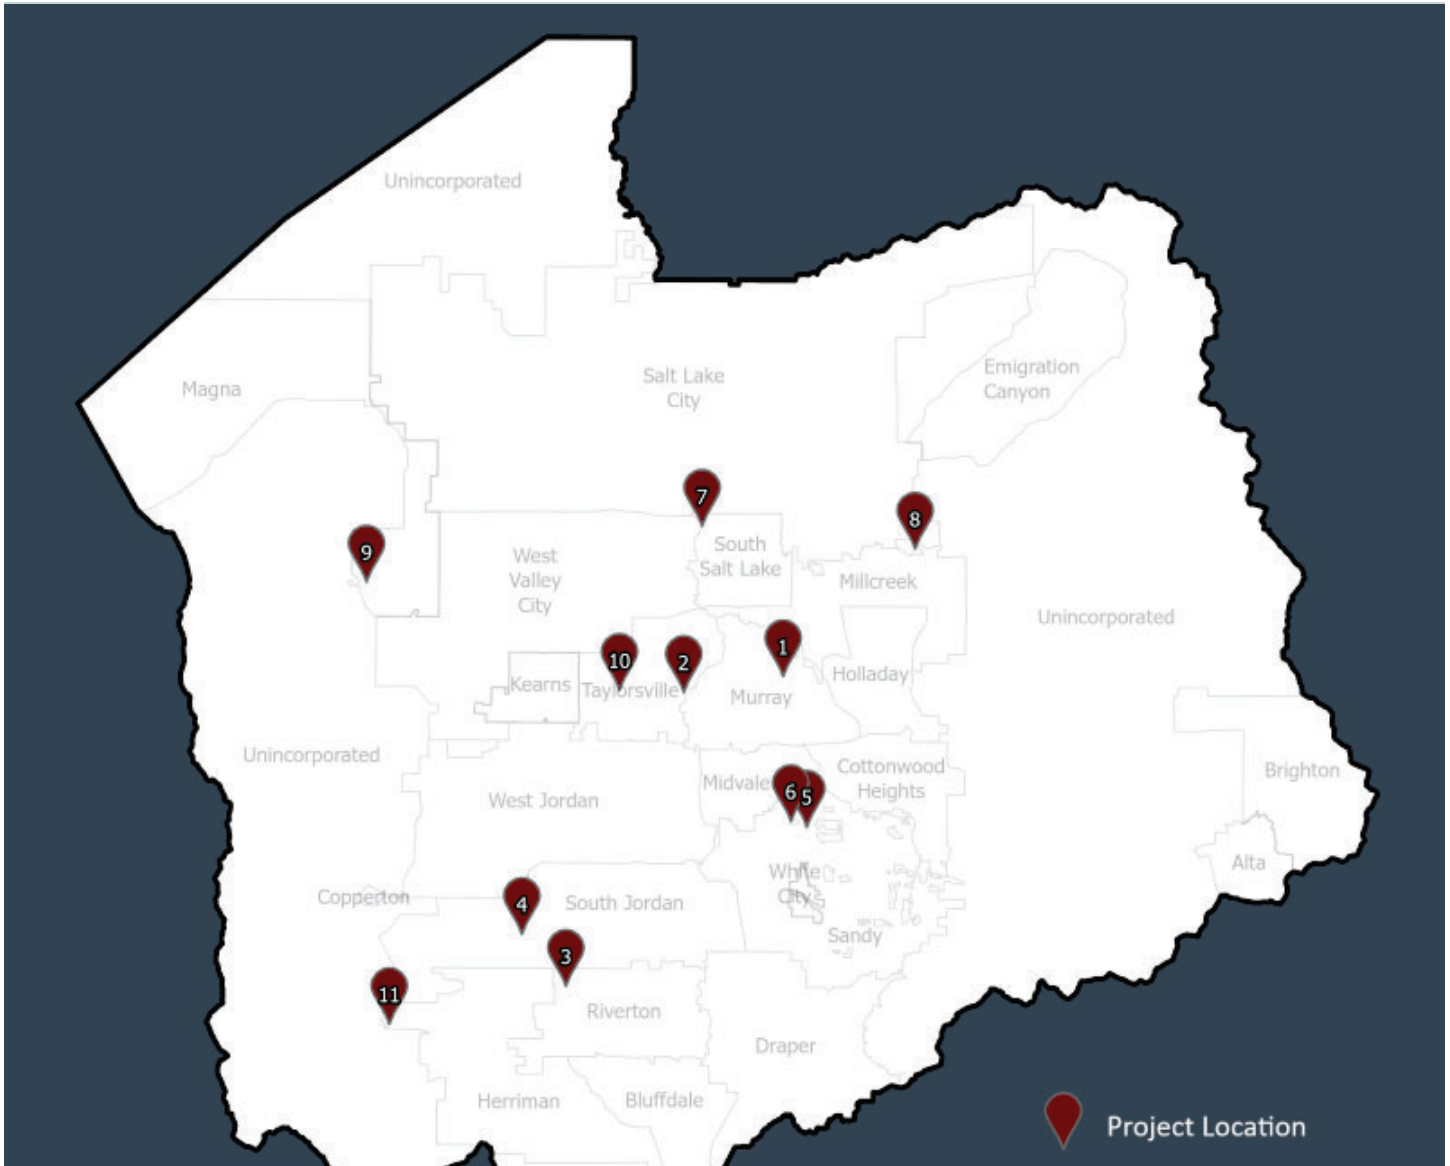 Unincorporated
Emigration
Canyon
Salt Lake
City
Magna
7
8
South
Salt Lake
9
West
Valley
City
Millcreek
Unincorporated
1
10
2
Holladay
Kearns
Taylorsville
Murray
Unincorporated
Cottonwood
Heights
Brighton
Midvale
6
5
West Jordan
Alta
White
City
Copperton
4
South Jordan
Sandy
3
11
Riverton
Draper
Herriman
Bluffdale
Project Location